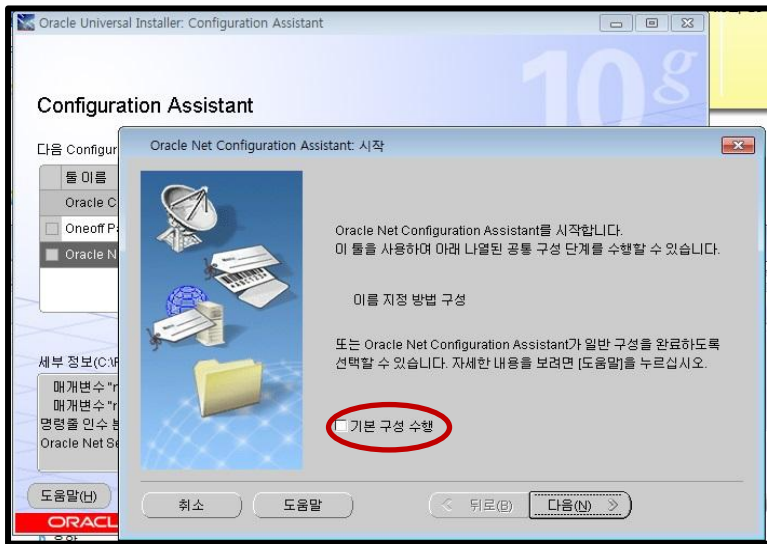 Oracle Universal Installer: Configuration Assistant
10g
Configuration Assistant
다음 Configur
툴 이름
Oracle C
Oneoff Pa
Oracle N
세부 정보(C:\F
매개변수 "r
매개변수 "r
명령줄 인수 분
Oracle Net Se
도움말(H)
ORACL
Oracle Net Configuration Assistant: 시작
Oracle Net Configuration Assistant를 시작합니다.
이 툴을 사용하여 아래 나열된 공통 구성 단계를 수행할 수 있습니다.
이름 지정 방법 구성
또는 Oracle Net Configuration Assistant가 일반 구성을 완료하도록
선택할 수 있습니다. 자세한 내용을 보려면 [도움말]을 누르십시오.
기본 구성 수행
취소
도움말
뒤로(B)
다음(N)